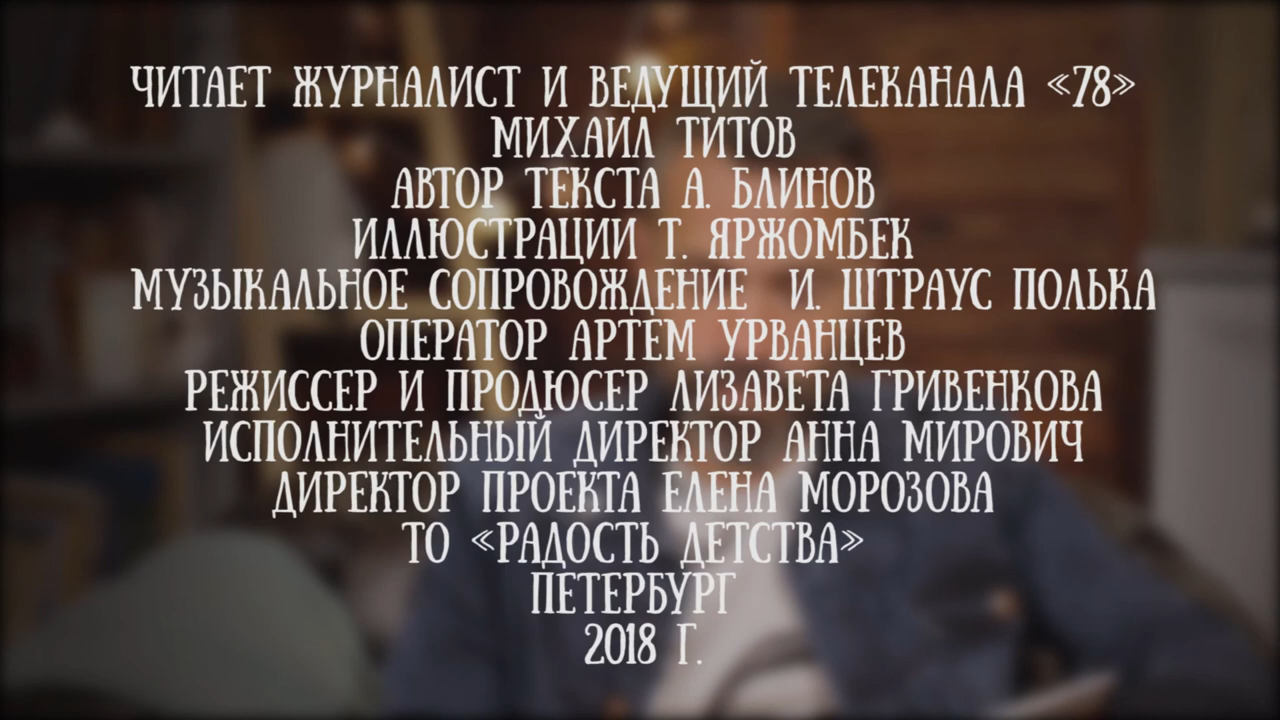 ЧИТАЕТ ЖУРНАЛИСТ И ВЕДУЩИЙ ТЕЛЕКАНАЛА «78»
МИХАИЛ ТИТОВ
АВТОР ТЕКСТА А. БЛИНОВ
ИЛЛЮСТРАЦИИ Т. ЯРЖОМБЕК
МУЗЫКАЛЬНОЕ СОПРОВОЖДЕНИЕ И. ШТРАУС ПОЛЬКА
ОПЕРАТОР АРТЕМ УРВАНЦЕВ
РЕЖИССЕР И ПРОДЮСЕР ЛИЗАВЕТА ГРИВЕНКОВА
ИСПОЛНИТЕЛЬНЫЙ ДИРЕКТОР АННА МИРОВИЧ
ДИРЕКТОР ПРОЕКТА ЕЛЕНА МОРОЗОВА
ТО «РАДОСТЬ ДЕТСТВА»
ПЕТЕРБУРГ
2018 Г.